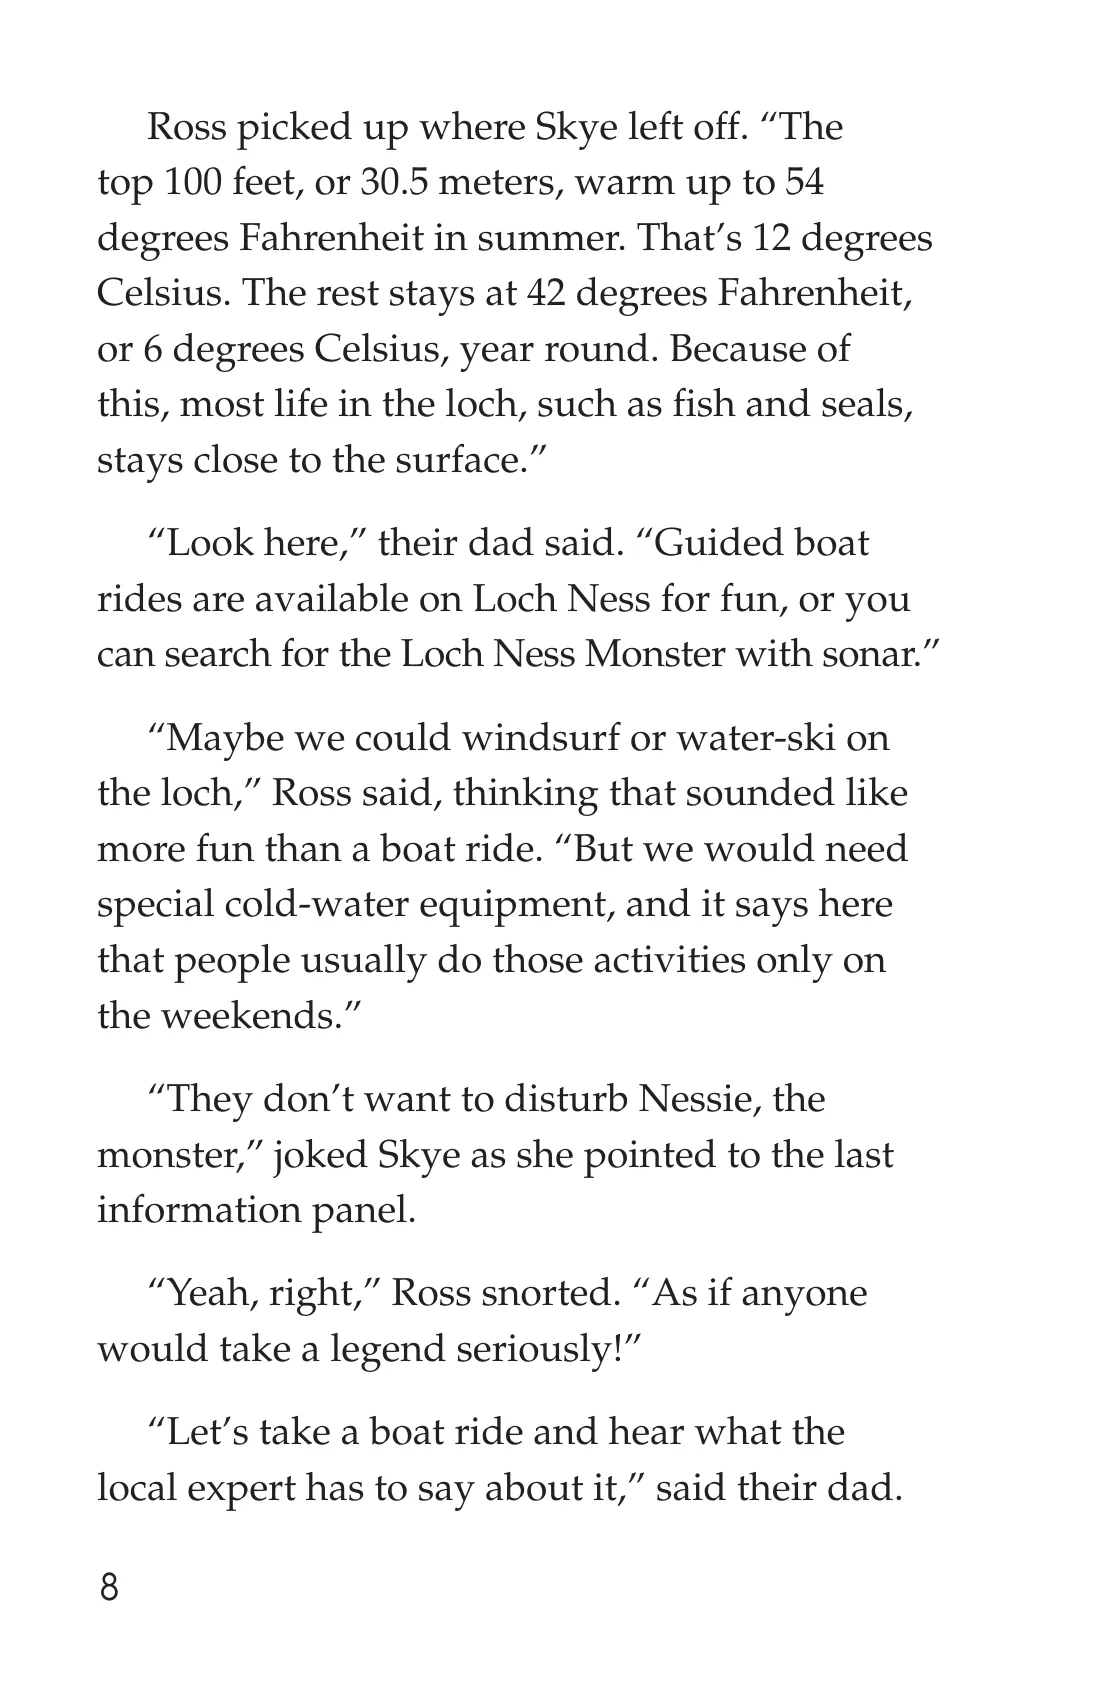 Ross picked up where Skye left off. “The
top 100 feet, or 30.5 meters, warm up to 54
degrees Fahrenheit in summer. That’s 12 degrees
Celsius. The rest stays at 42 degrees Fahrenheit,
or 6 degrees Celsius, year round. Because of
this, most life in the loch, such as fish and seals,
stays close to the surface.”
“Look here,” their dad said. “Guided boat
rides are available on Loch Ness for fun, or you
can search for the Loch Ness Monster with sonar.”
“Maybe we could windsurf or water-ski on
the loch,” Ross said, thinking that sounded like
more fun than a boat ride. “But we would need
special cold-water equipment, and it says here
that people usually do those activities only on
the weekends.”
“They don’t want to disturb Nessie, the
monster,” joked Skye as she pointed to the last
information panel.
“Yeah, right,” Ross snorted. “As if anyone
would take a legend seriously!”
“Let’s take a boat ride and hear what the
local expert has to say about it,” said their dad.
8